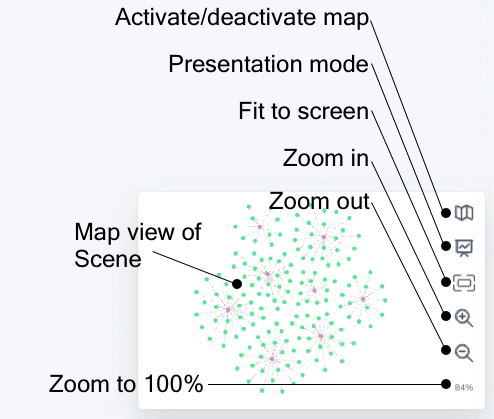 Activate/deactivate map
Presentation mode
Fit to screen
Zoom in
Zoom out
Map view of
Scene
Zoom to 100%
84%